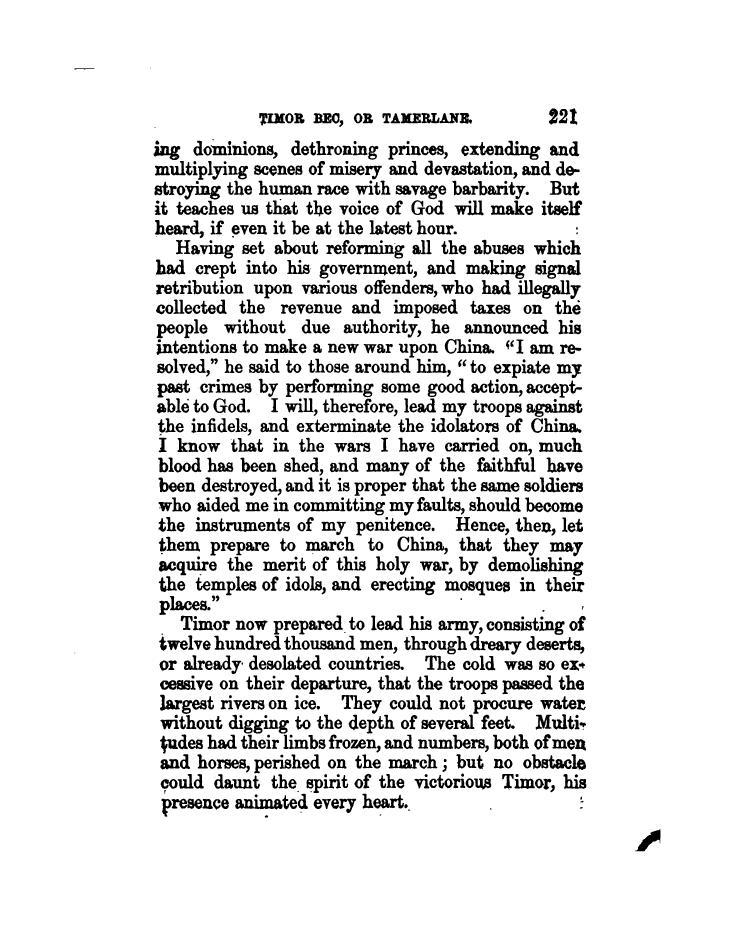 TIMOR BEC, OR TAMERLANE. 221
ing dominions, dethroning princes, extending and
multiplying scenes of misery and devastation, and de-
stroying the human race with savage barbarity. But
it teaches us that the voice of God will make itself
heard, if even it be at the latest hour.
Having set about reforming all the abuses which
had crept into his government, and making signal
retribution upon various offenders, who had illegally
collected the revenue and imposed taxes on the
people without due authority, he announced his
intentions to make a new war upon China. “I am re-
solved,” he said to those around him, “to expiate my
past crimes by performing some good action, accept-
able to God. I will, therefore, lead my troops against
the infidels, and exterminate the idolators of China.
I know that in the wars I have carried on, much
blood has been shed, and many of the faithful have
been destroyed, and it is proper that the same soldiers
who aided me in committing my faults, should become
the instruments of my penitence. Hence, then, let
them prepare to march to China, that they may
acquire the merit of this holy war, by demolishing
the temples of idols, and erecting mosques in their
places.”
Timor now prepared to lead his army, consisting of
twelve hundred thousand men, through dreary deserts,
or already desolated countries. The cold was so ex-
cessive on their departure, that the troops passed the
largest rivers on ice. They could not procure water
without digging to the depth of several feet. Multi-
tudes had their limbs frozen, and numbers, both of men
and horses, perished on the march; but no obstacle
could daunt the spirit of the victorious Timor, his
presence animated every heart.